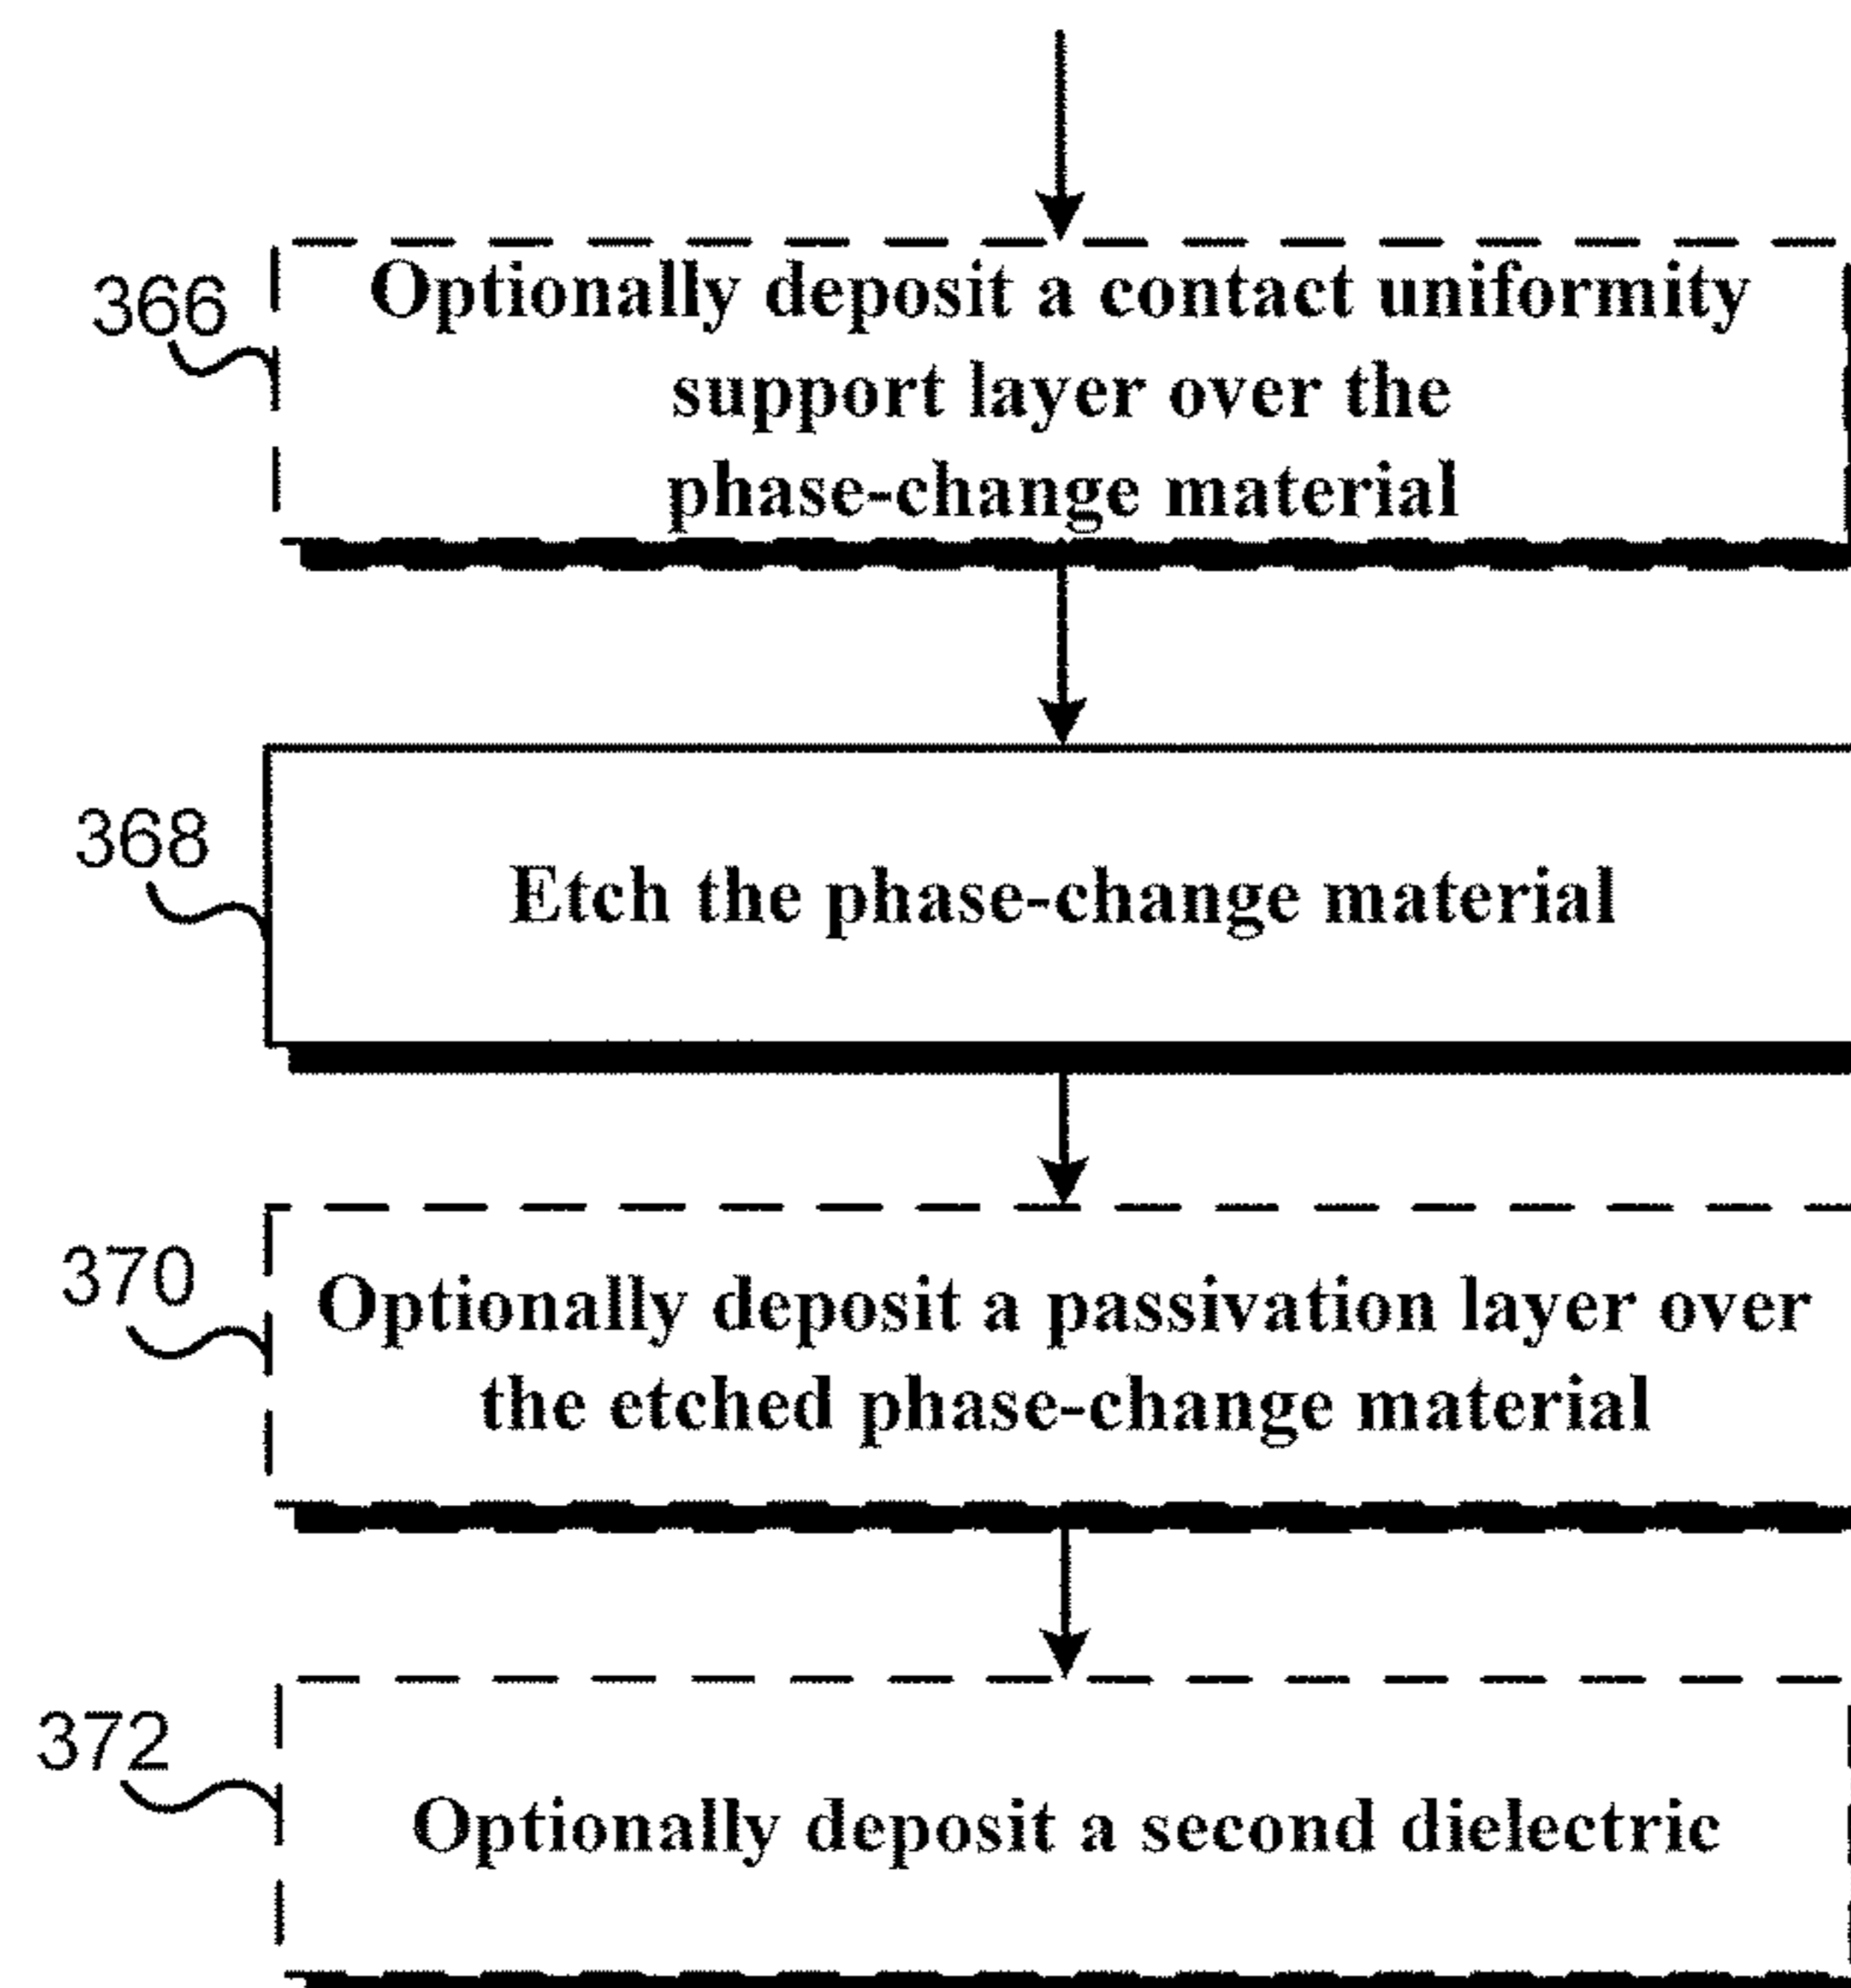 366
Optionally deposit a contact uniformity
support layer over the
phase-change material
368
Etch the phase-change material
370
Optionally deposit a passivation layer over
the etched phase-change material
372
Optionally deposit a second dielectric